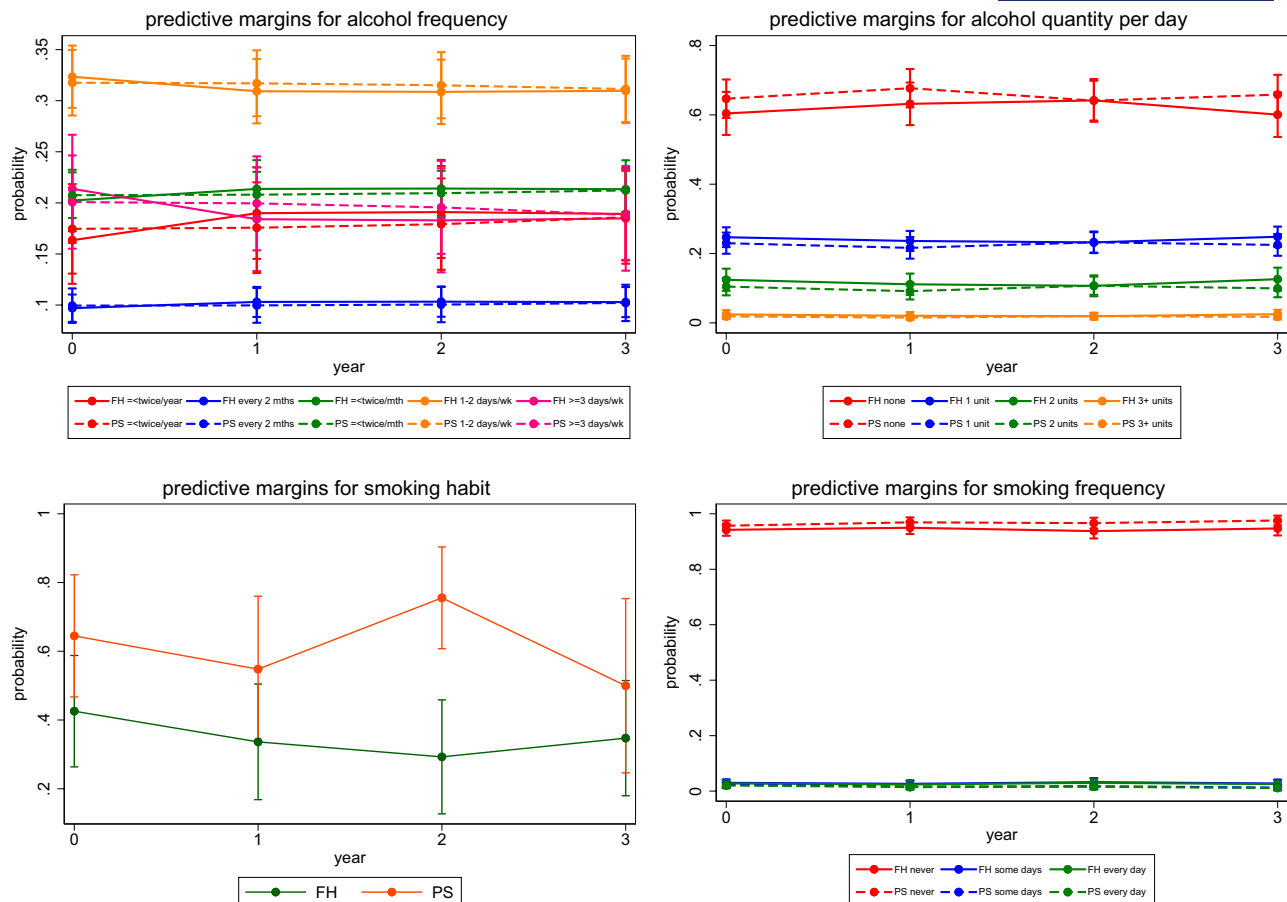 predictive margins for alcohol frequency
probability
.35
.3
.25
.2
.15
.1
0 1 2 3
year
FH =<twice/year FH every 2 mths FH =<twice/mth FH 1-2 days/wk FH >=3 days/wk
PS =<twice/year PS every 2 mths PS =<twice/mth PS 1-2 days/wk PS >=3 days/wk
predictive margins for alcohol quantity per day
probability
.8
.6
.4
.2
0
0 1 2 3
year
FH none FH 1 unit FH 2 units FH 3+ units
PS none PS 1 unit PS 2 units PS 3+ units
predictive margins for smoking habit
probability
1
.8
.6
.4
.2
0 1 2 3
year
FH PS
predictive margins for smoking frequency
probability
1
.8
.6
.4
.2
0
0 1 2 3
year
FH never FH some days FH every day
PS never PS some days PS every day